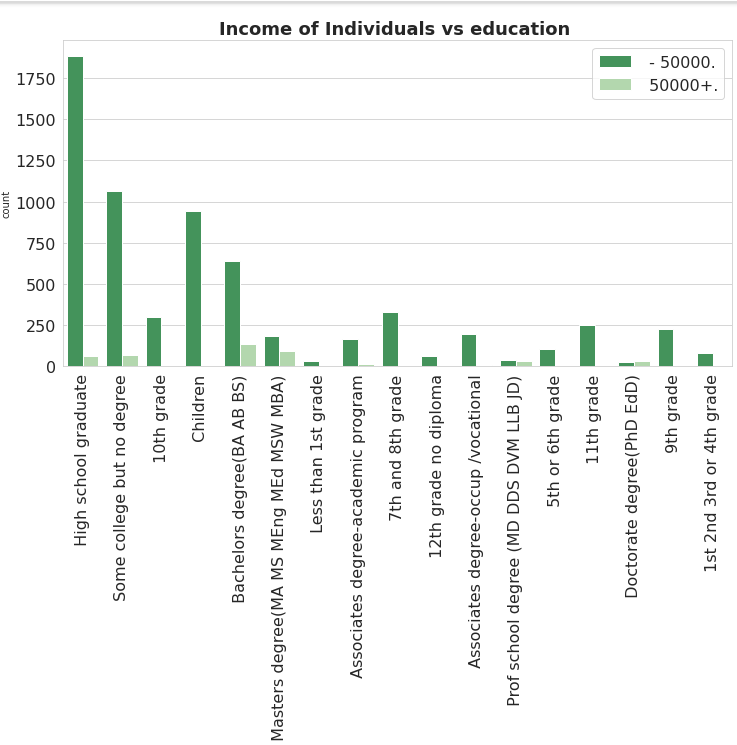 Income of Individuals vs education
- 50000.
50000+.
count
1750
1500
1250
1000
750
500
250
0
High school graduate
Some college but no degree
10th grade
Children
Bachelors degree(BA AB BS)
Masters degree(MA MS MEng MEd MSW MBA)
Less than 1st grade
Associates degree-academic program
7th and 8th grade
12th grade no diploma
Associates degree-occup /vocational
Prof school degree (MD DDS DVM LLB JD)
5th or 6th grade
11th grade
Doctorate degree(PhD EdD)
9th grade
1st 2nd 3rd or 4th grade